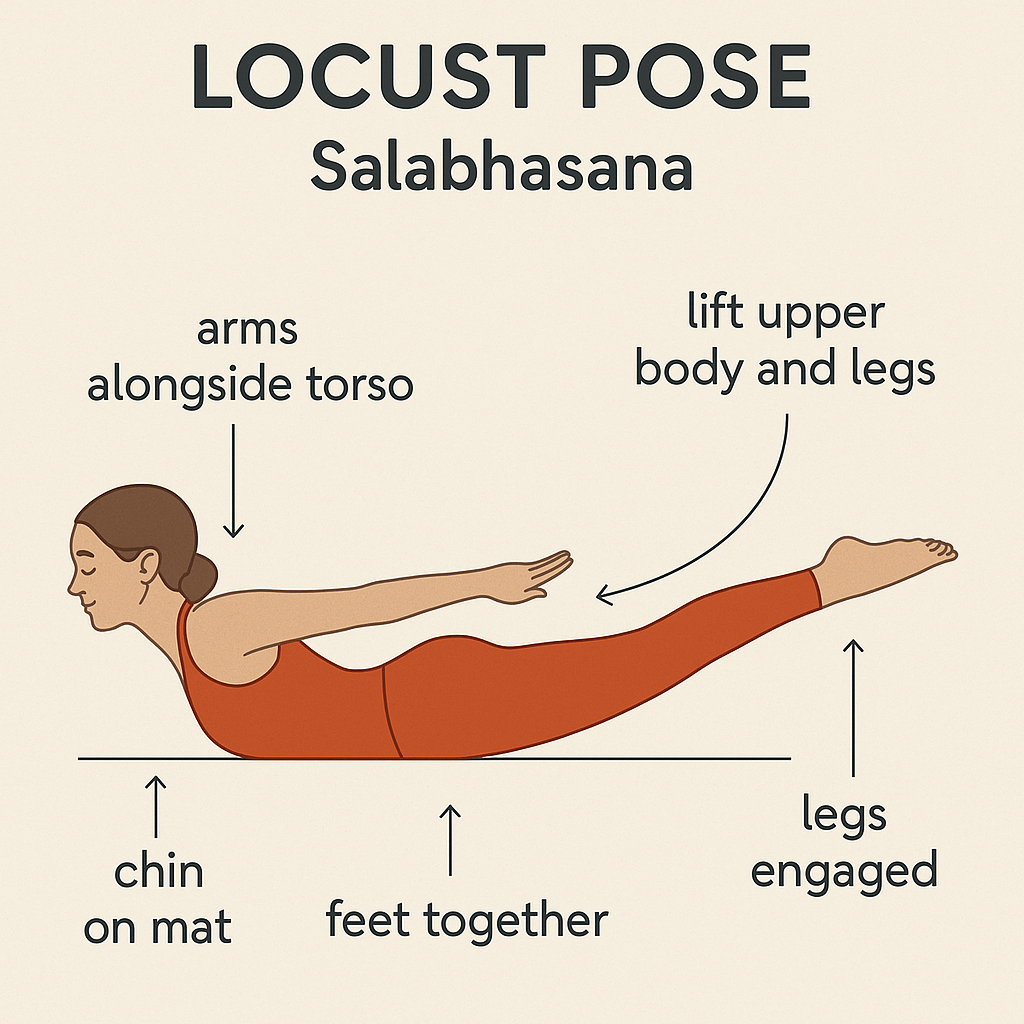 LOCUST POSE
Salabhasana
arms
alongside torso
lift upper
body and legs
chin
on mat
feet together
legs
engaged